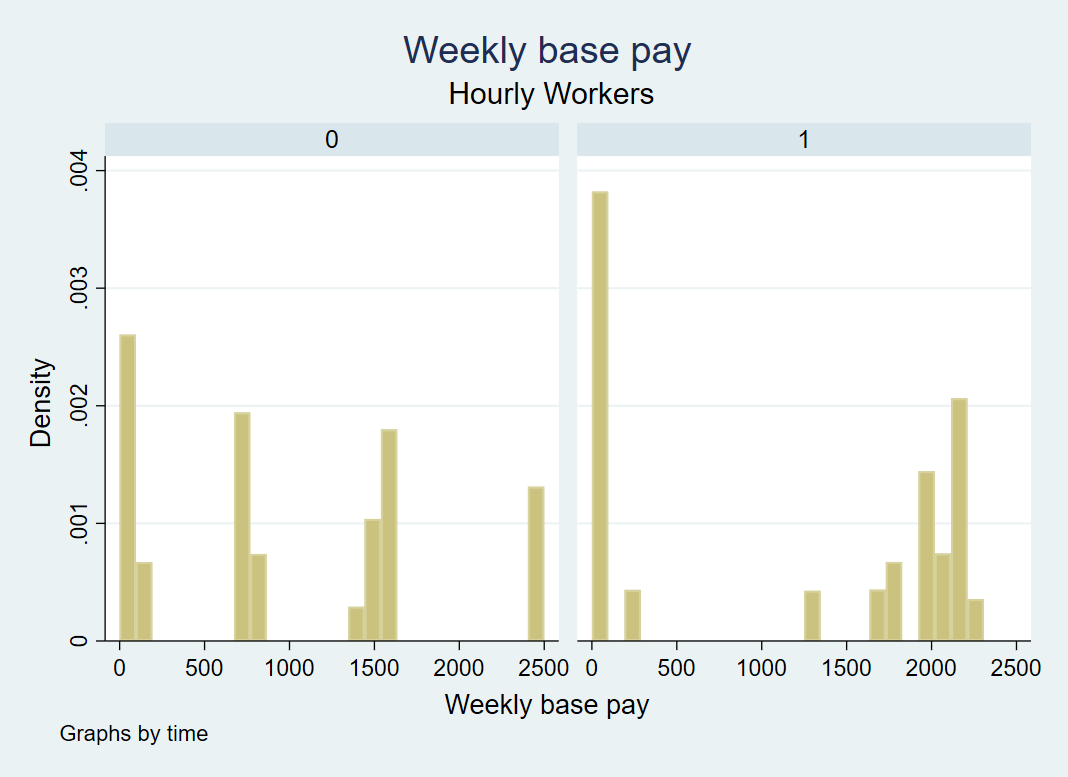 Weekly base pay
Hourly Workers
0 1
.004
.003
.002
.001
0
Density
0 500 1000 1500 2000 2500 0 500 1000 1500 2000 2500
Weekly base pay
Graphs by time